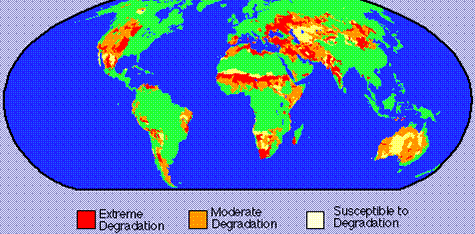 Extreme
Degradation
Moderate
Degradation
Susceptible to
Degradation